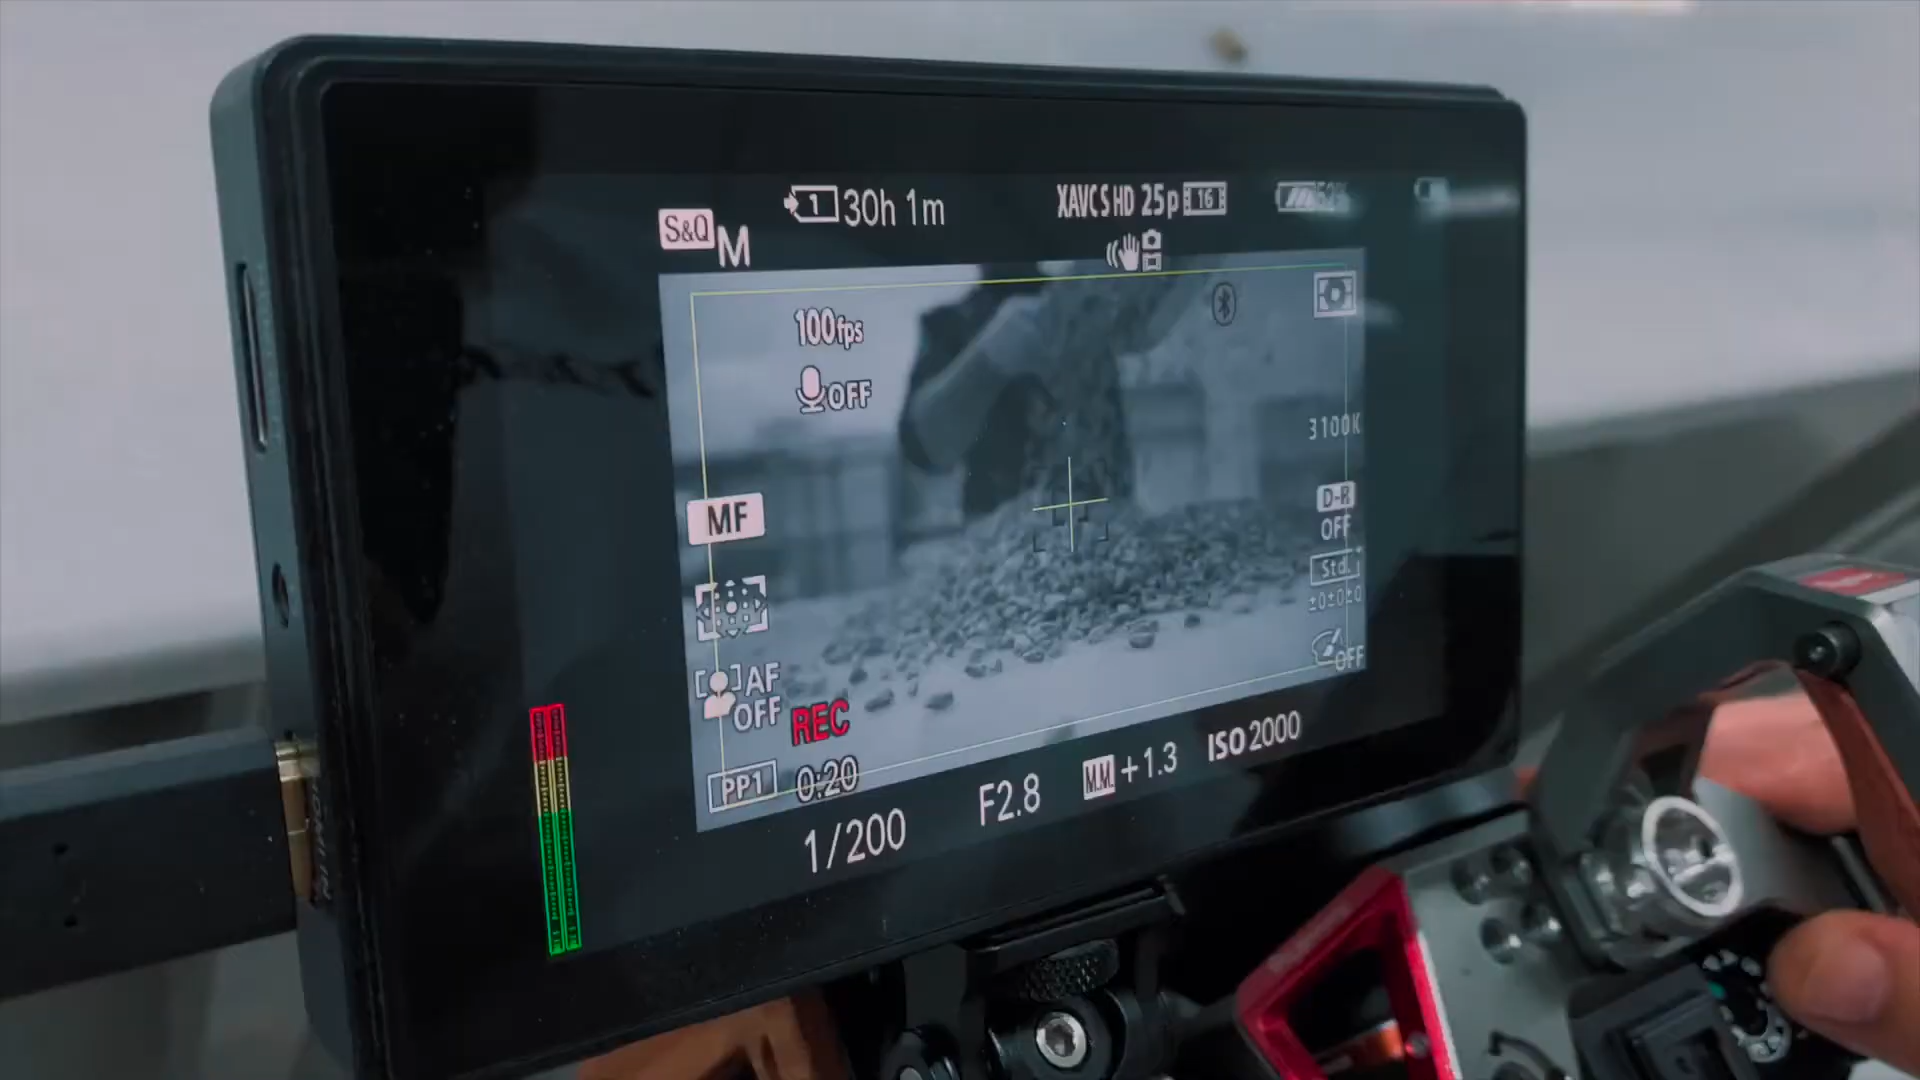 S&Q M
1 30h 1m
XAVC S HD 25p 16
100fps
OFF
3100K
MF
D-R
OFF
Std.
±0±0±0
AF
OFF
OFF
REC
PP1 0:20
1/200
F2.8
M.M. +1.3
ISO 2000